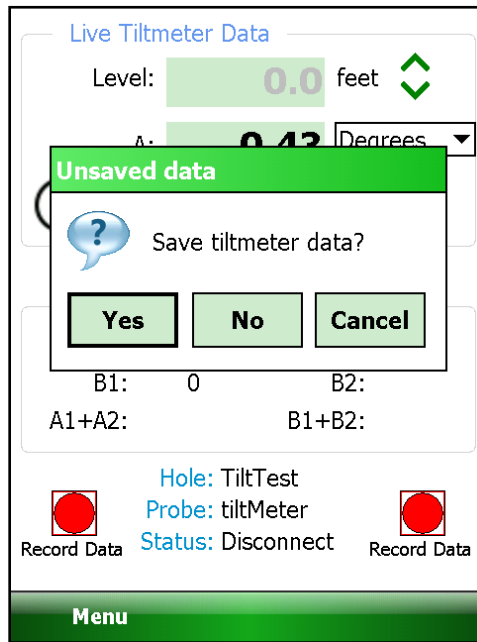 Live Tiltmeter Data
Level: 0.0 feet
A: 0.43 Degrees
Unsaved data
?
Save tiltmeter data?
Yes No Cancel
B1: 0 B2:
A1+A2: B1+B2:
Hole: TiltTest
Probe: tiltMeter
Status: Disconnect
Record Data Record Data
Menu